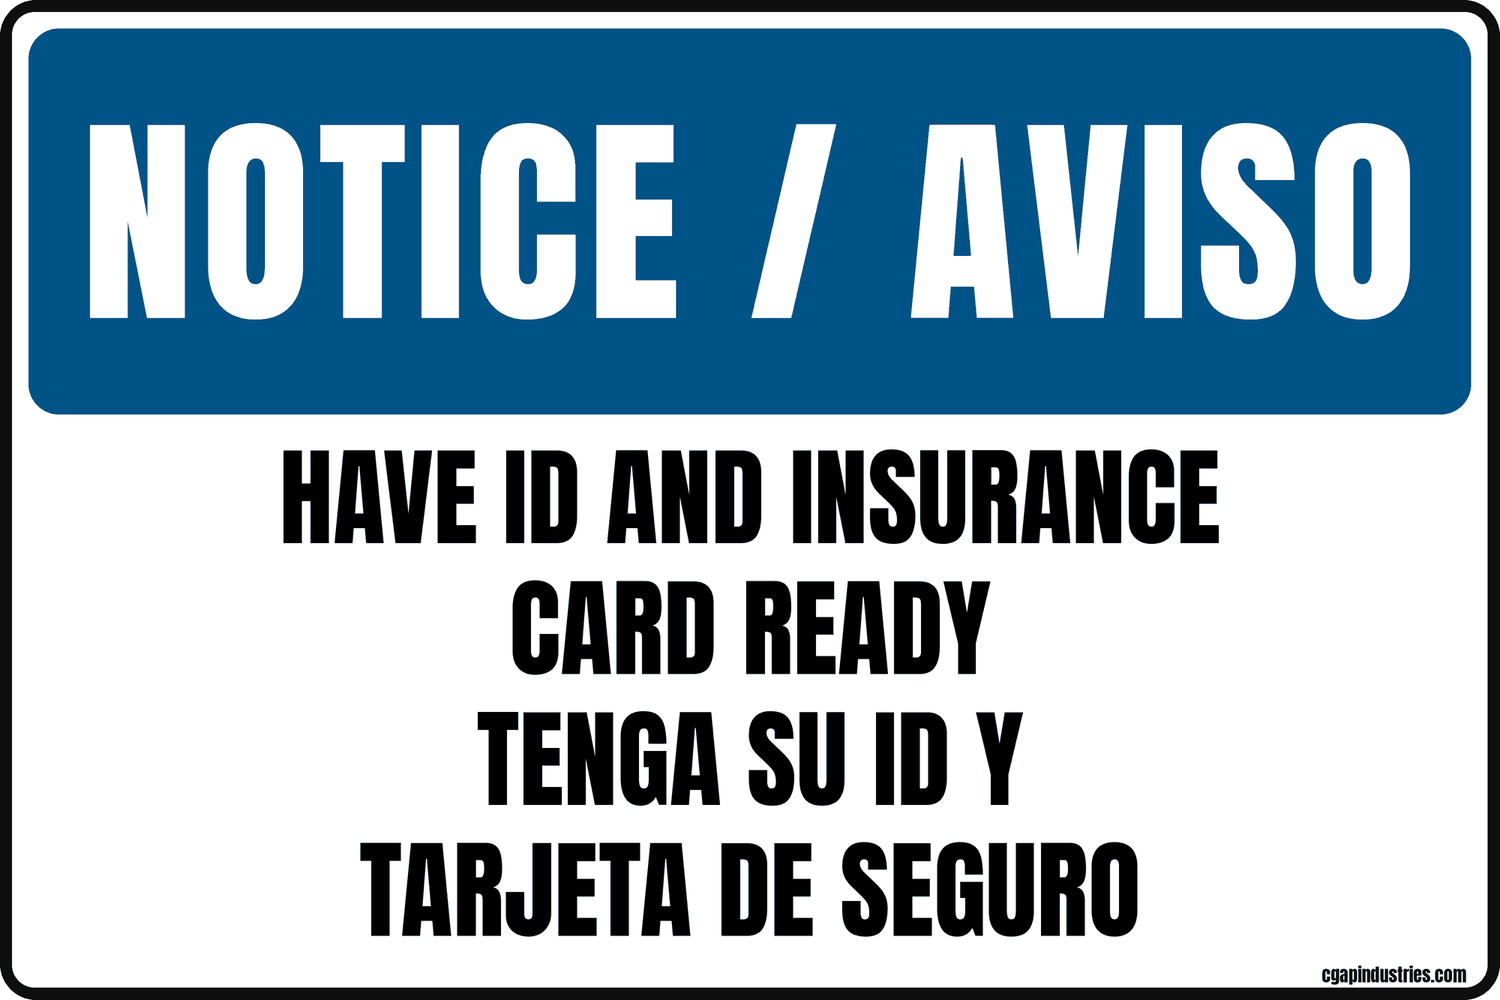 NOTICE / AVISO
HAVE ID AND INSURANCE
CARD READY
TENGA SU ID Y
TARJETA DE SEGURO
cgapindustries.com